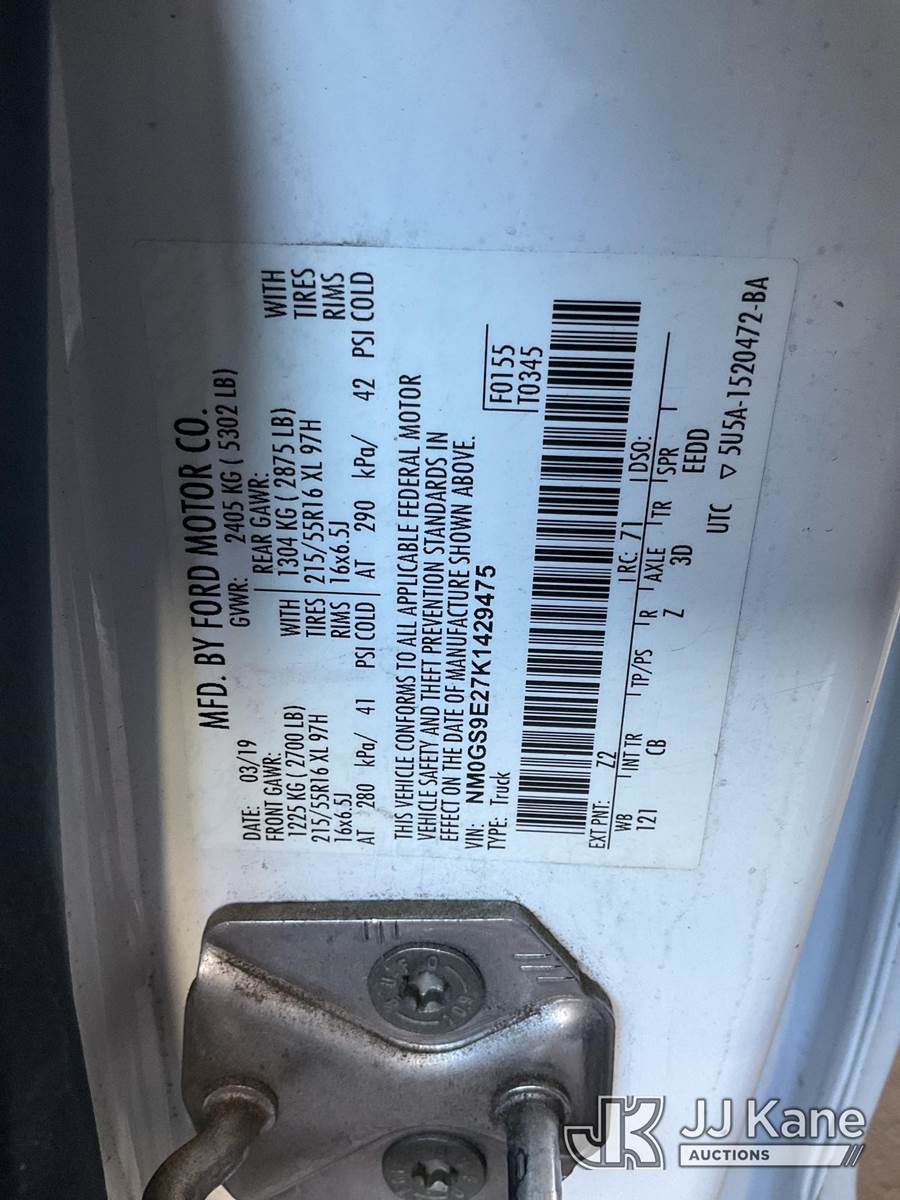 MFD. BY FORD MOTOR CO.
DATE: 03/19 GVWR: 2405 KG ( 5302 LB)
FRONT GAWR: REAR GAWR:
1225 KG ( 2700 LB) WITH 1304 KG ( 2875 LB) WITH
215/55R16 XL 97H TIRES 215/55R16 XL 97H TIRES
16x6.5J RIMS 16x6.5J RIMS
AT 280 kPa/ 41 PSI COLD AT 290 kPa/ 42 PSI COLD
THIS VEHICLE CONFORMS TO ALL APPLICABLE FEDERAL MOTOR
VEHICLE SAFETY AND THEFT PREVENTION STANDARDS IN
EFFECT ON THE DATE OF MANUFACTURE SHOWN ABOVE.
VIN: NM0GS9E27K1429475
TYPE: Truck
F0155
T0345
EXT PNT: Z2 RC: 71 DSO:
WB INT TR TP/PS R AXLE TR SPR
121 CB Z 3D EEDD
UTC ▽ 5U5A-1520472-BA
JK JJ Kane
AUCTIONS